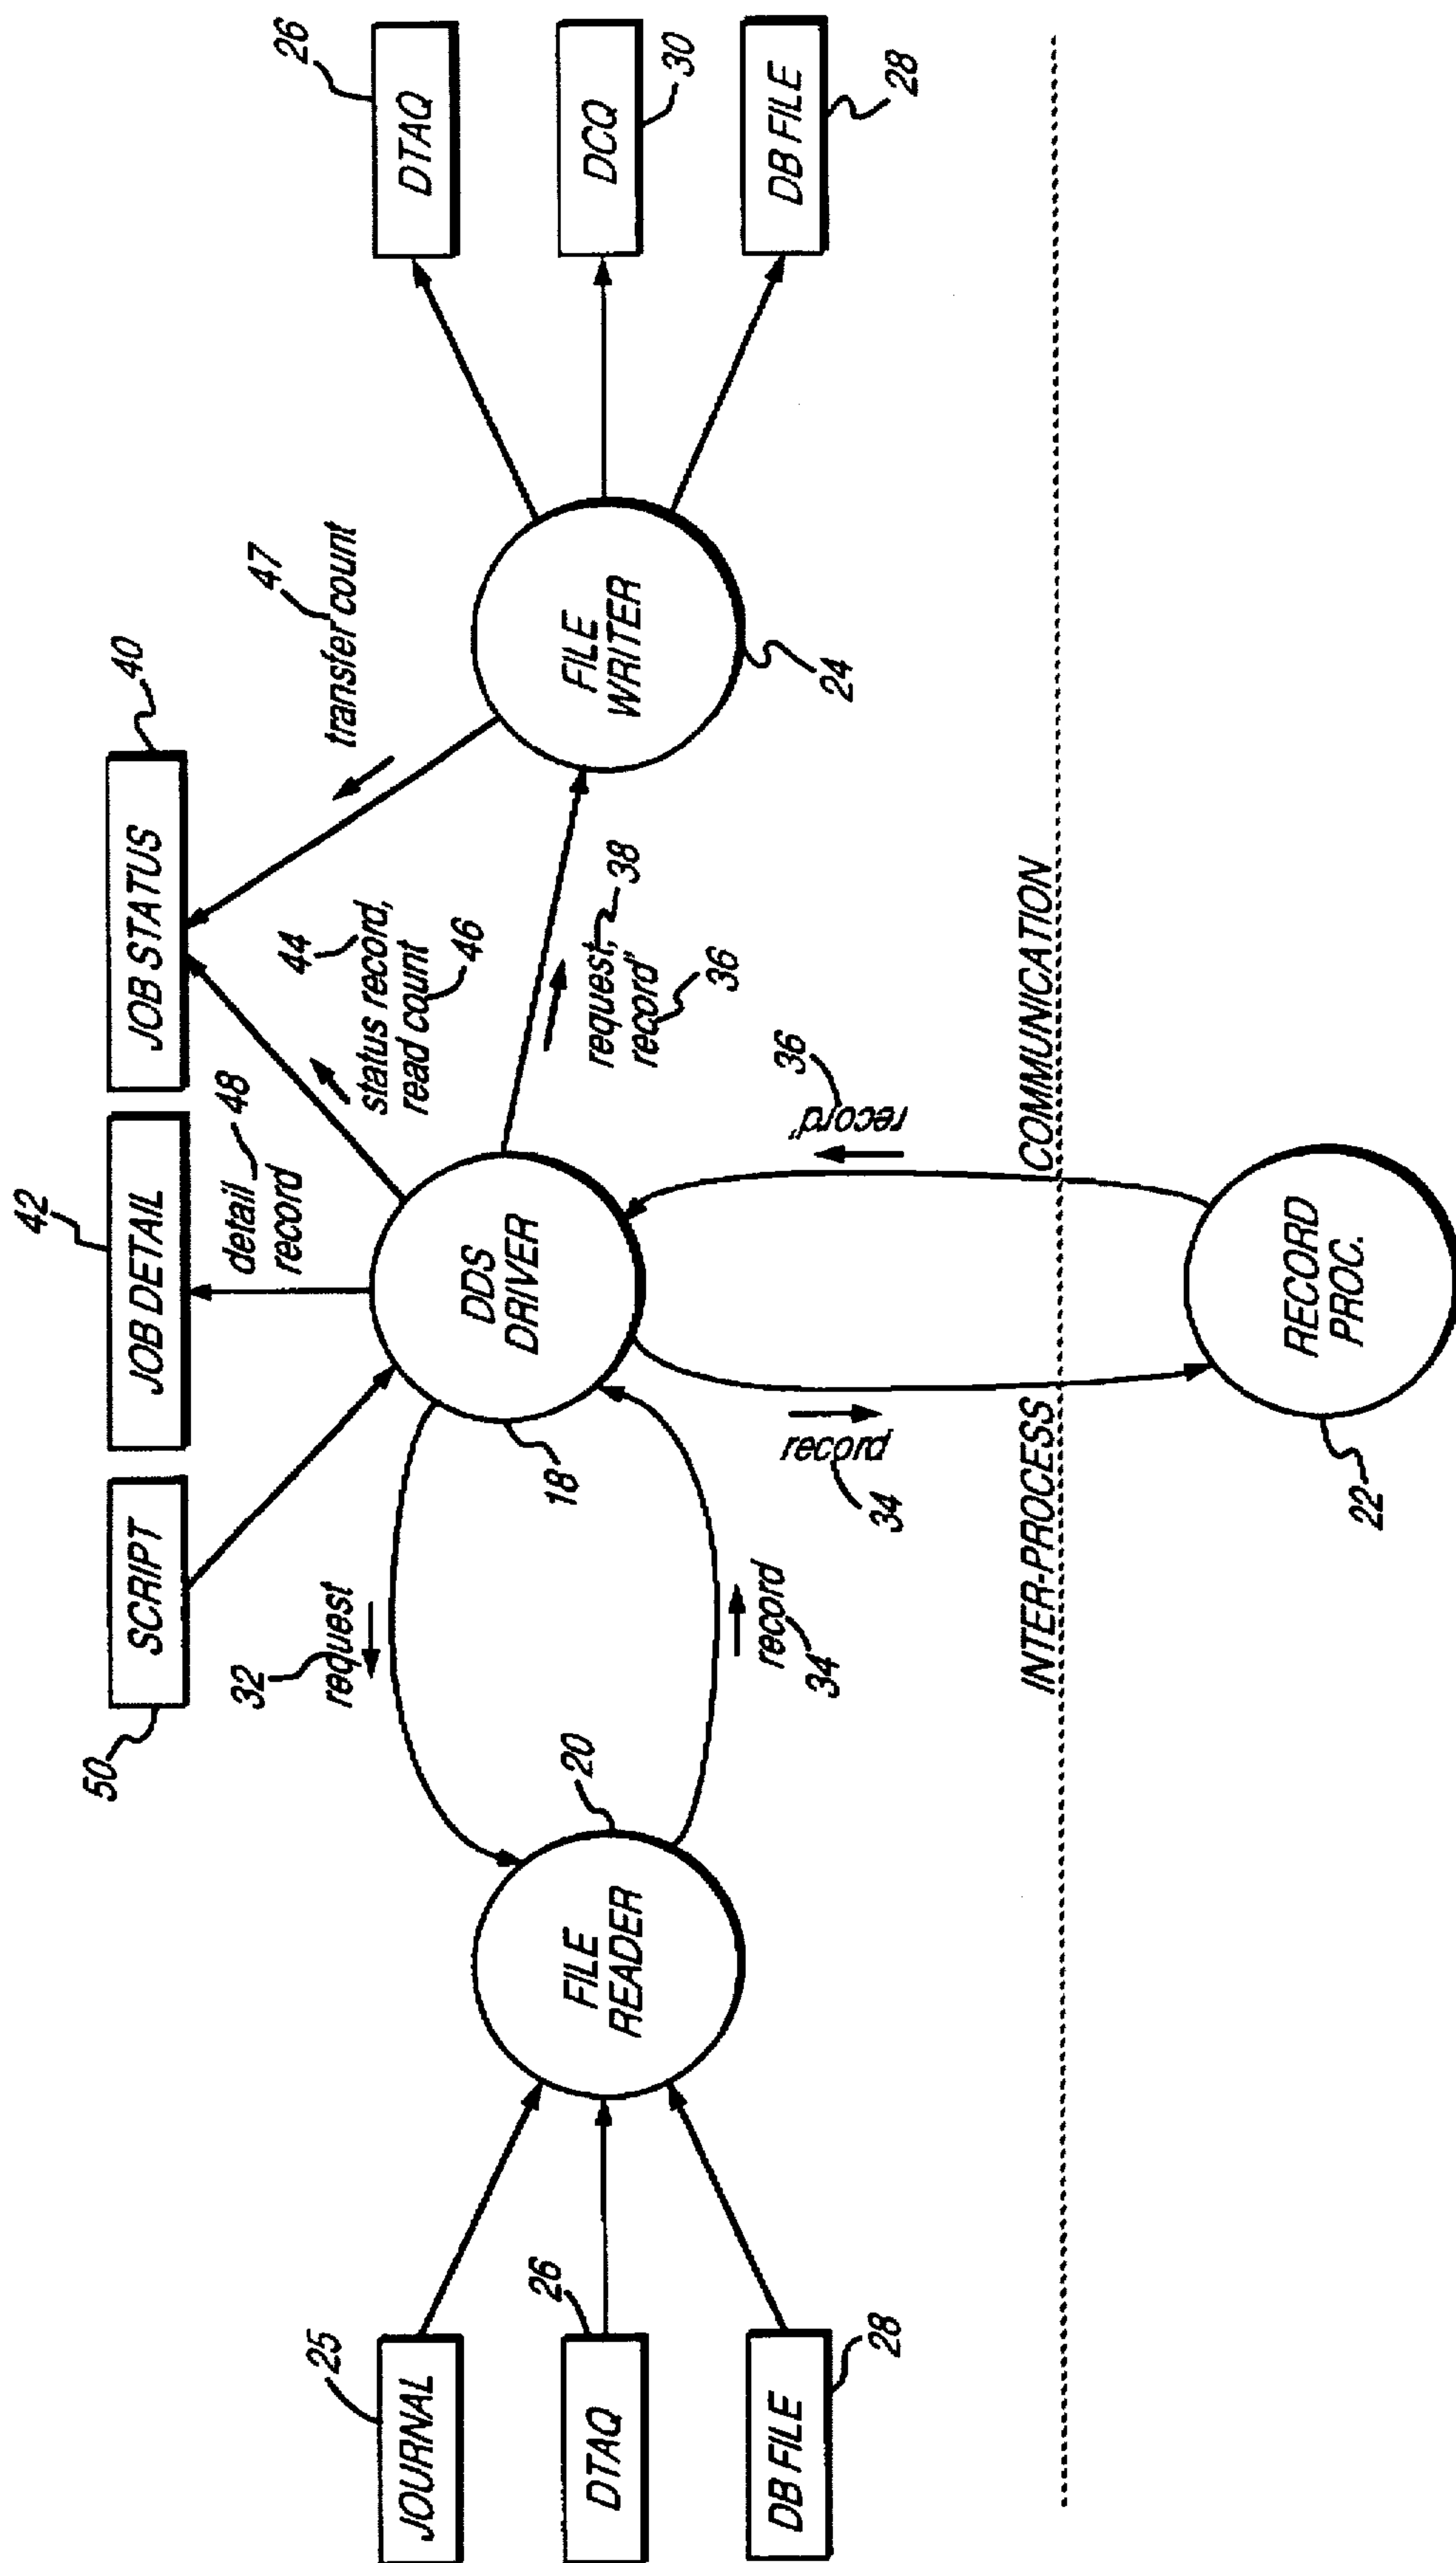 50
SCRIPT
42
JOB DETAIL
JOB STATUS
40
32
request
detail
record
48
44
status record,
read count
46
47
transfer count
25
JOURNAL
26
DTAQ
DB FILE
28
FILE
READER
20
record
34
DDS
DRIVER
18
request,
38
record"
36
FILE
WRITER
24
26
DTAQ
DCQ
30
DB FILE
28
record
34
record'
36
INTER-PROCESS
COMMUNICATION
RECORD
PROC.
22